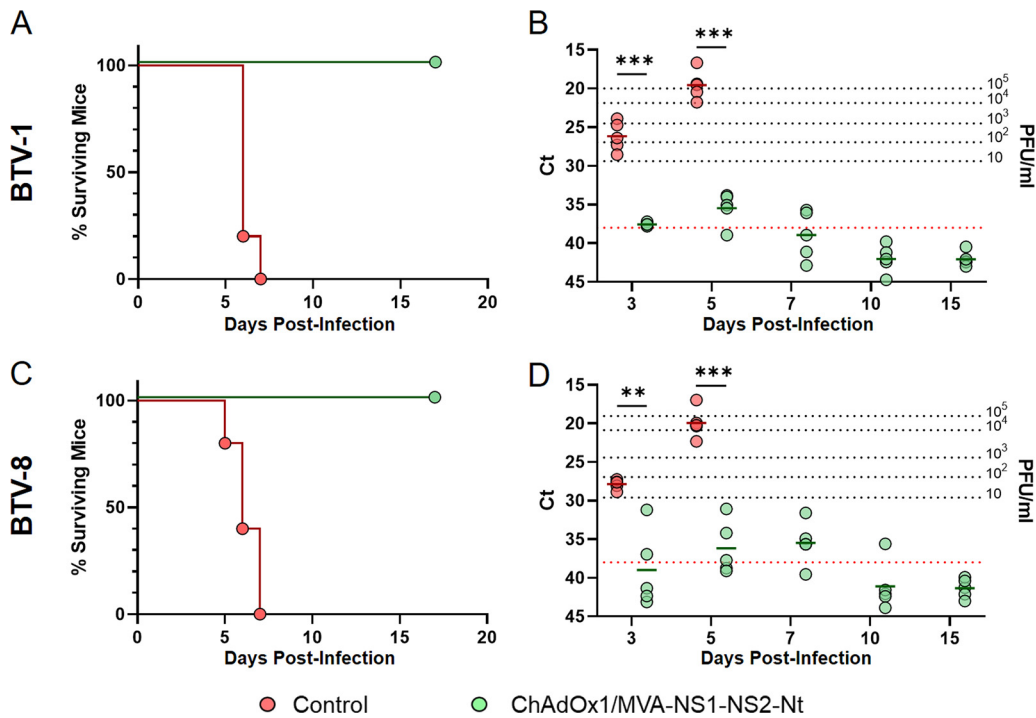 A
BTV-1
% Surviving Mice
100
50
0
0 5 10 15 20
Days Post-Infection
B
*** ***
Ct
15
20
25
30
35
40
45
10⁵
10⁴
10³
10²
10
PFU/ml
3 5 7 10 15
Days Post-Infection
C
BTV-8
% Surviving Mice
100
50
0
0 5 10 15 20
Days Post-Infection
D
** ***
Ct
15
20
25
30
35
40
45
10⁵
10⁴
10³
10²
10
PFU/ml
3 5 7 10 15
Days Post-Infection
Control ChAdOx1/MVA-NS1-NS2-Nt